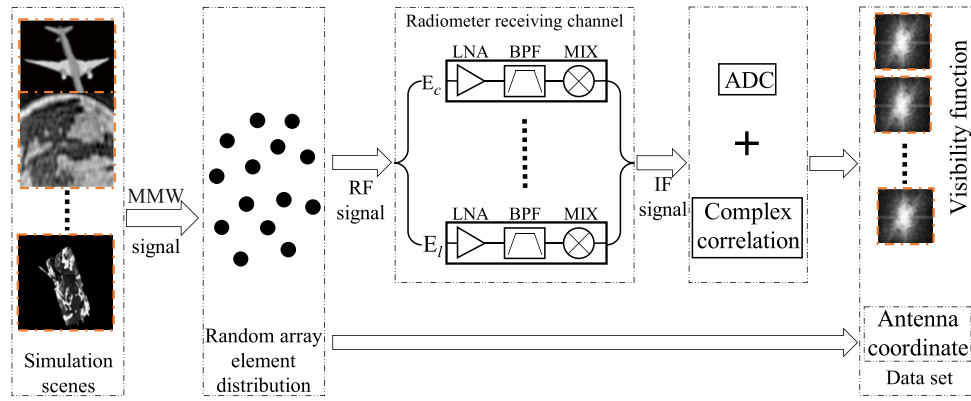 Simulation
scenes
MMW
signal
Random array
element
distribution
RF
signal
Radiometer receiving channel
LNA BPF MIX
E_c
LNA BPF MIX
E_l
IF
signal
ADC
+
Complex
correlation
Visibility function
Antenna
coordinate
Data set